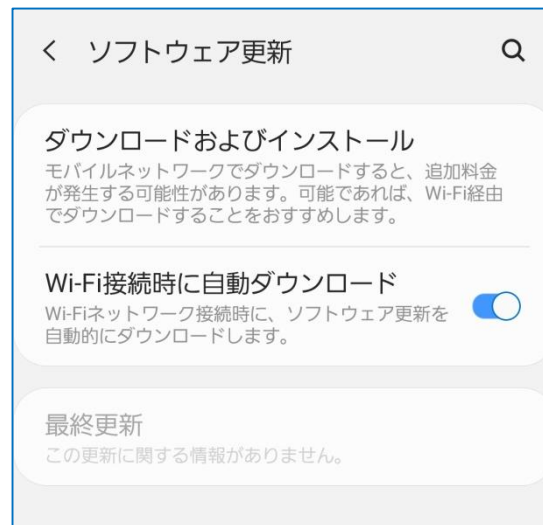 ソフトウェア更新
ダウンロードおよびインストール
モバイルネットワークでダウンロードすると、追加料金
が発生する可能性があります。可能であれば、Wi-Fi経由
でダウンロードすることをおすすめします。
Wi-Fi接続時に自動ダウンロード
Wi-Fiネットワーク接続時に、ソフトウェア更新を
自動的にダウンロードします。
最終更新
この更新に関する情報がありません。